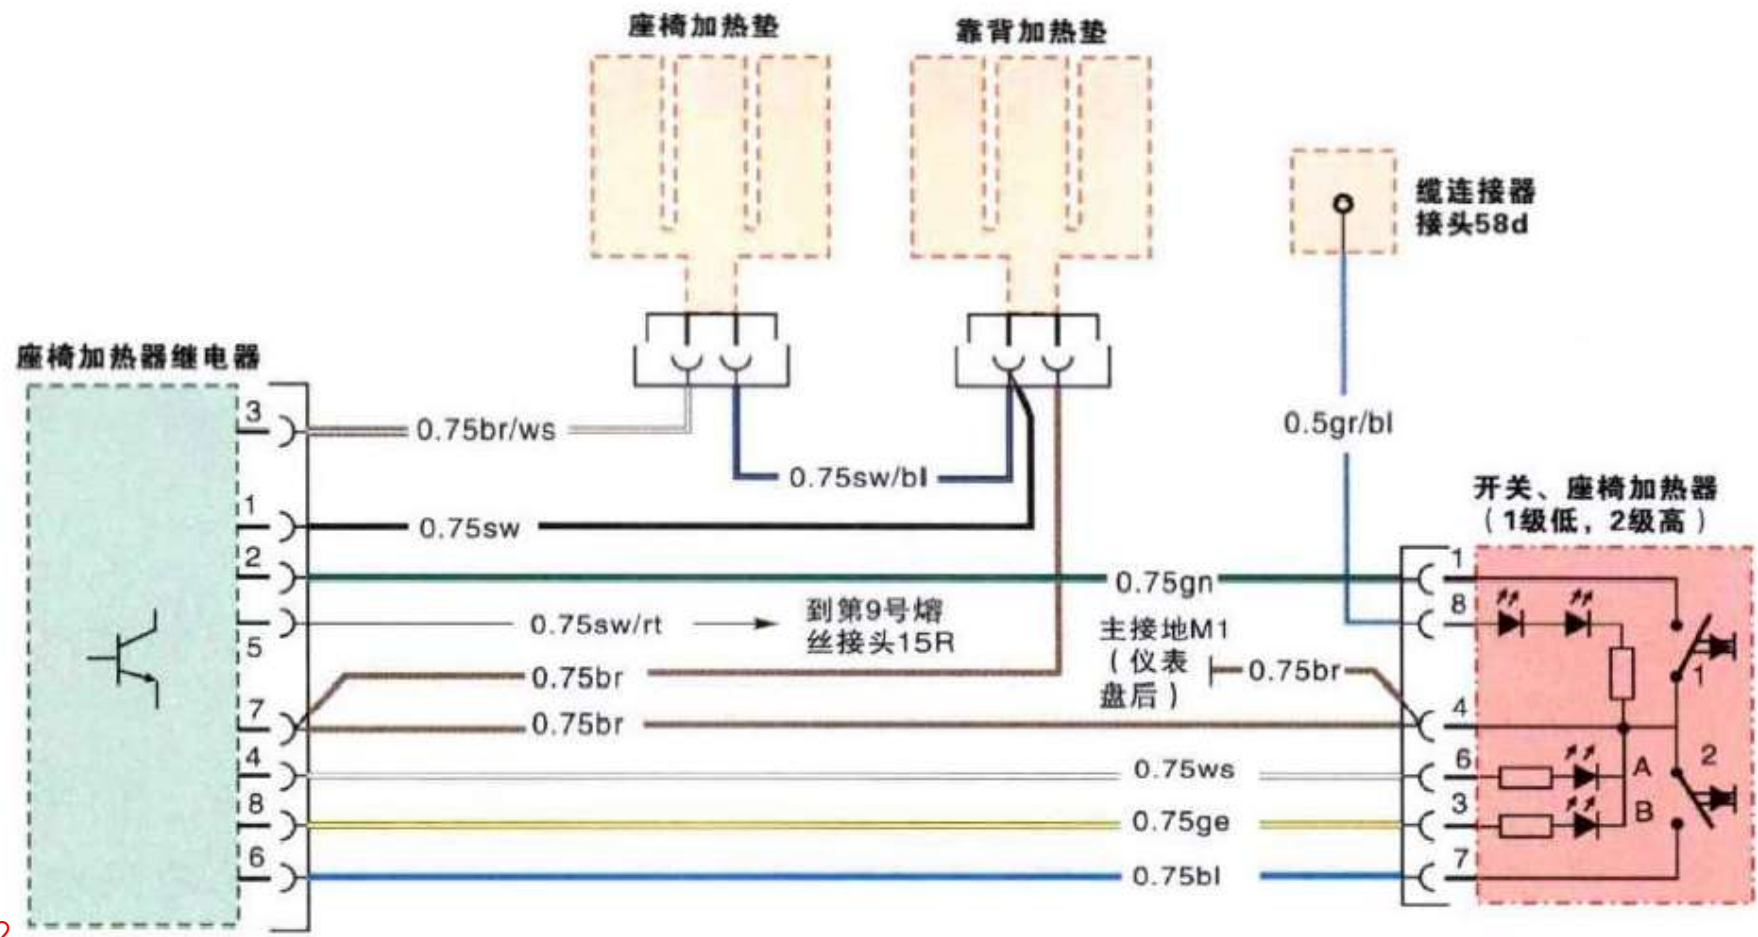 座椅加热垫
靠背加热垫
缆连接器
接头58d
座椅加热器继电器
3
0.75br/ws
0.5gr/bl
0.75sw/bl
开关、座椅加热器
（1级低，2级高）
1
0.75sw
2
0.75gn
1
5
0.75sw/rt
到第9号熔
丝接头15R
主接地M1
（仪表
盘后）
8
0.75br
0.75br
1
7
0.75br
4
4
0.75ws
6
A
2
8
0.75ge
3
B
6
0.75bl
7
2